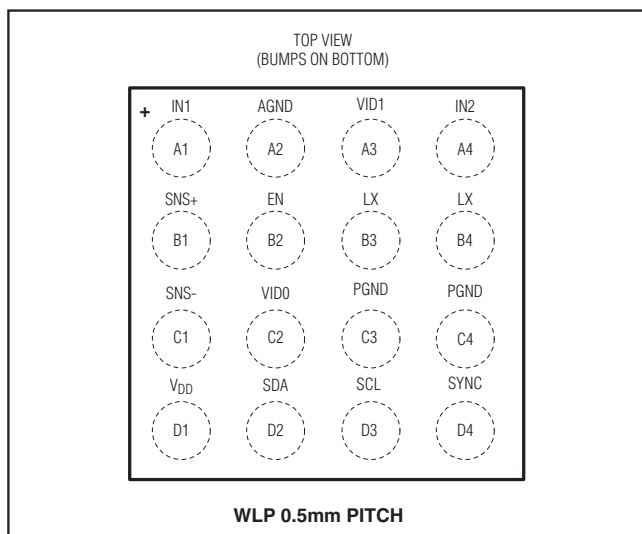 TOP VIEW
(BUMPS ON BOTTOM)
+ IN1 AGND VID1 IN2
A1 A2 A3 A4
SNS+ EN LX LX
B1 B2 B3 B4
SNS- VID0 PGND PGND
C1 C2 C3 C4
VDD SDA SCL SYNC
D1 D2 D3 D4
WLP 0.5mm PITCH